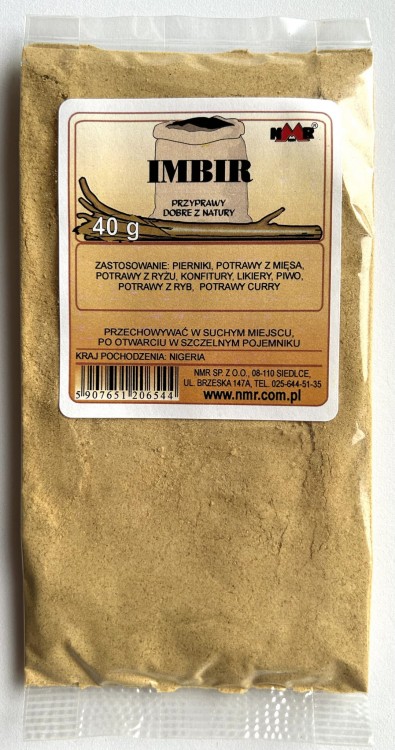 NMR®
IMBIR
PRZYPRAWY
DOBRE Z NATURY
40 g
ZASTOSOWANIE: PIERNIKI, POTRAWY Z MIĘSA,
POTRAWY Z RYŻU, KONFITURY, LIKIERY, PIWO,
POTRAWY Z RYB, POTRAWY CURRY
PRZECHOWYWAĆ W SUCHYM MIEJSCU,
PO OTWARCIU W SZCZELNYM POJEMNIKU
KRAJ POCHODZENIA: NIGERIA
NMR SP. Z O.O., 08-110 SIEDLCE,
UL. BRZESKA 147A, TEL. 025-644-51-35
www.nmr.com.pl
5 907651 206544